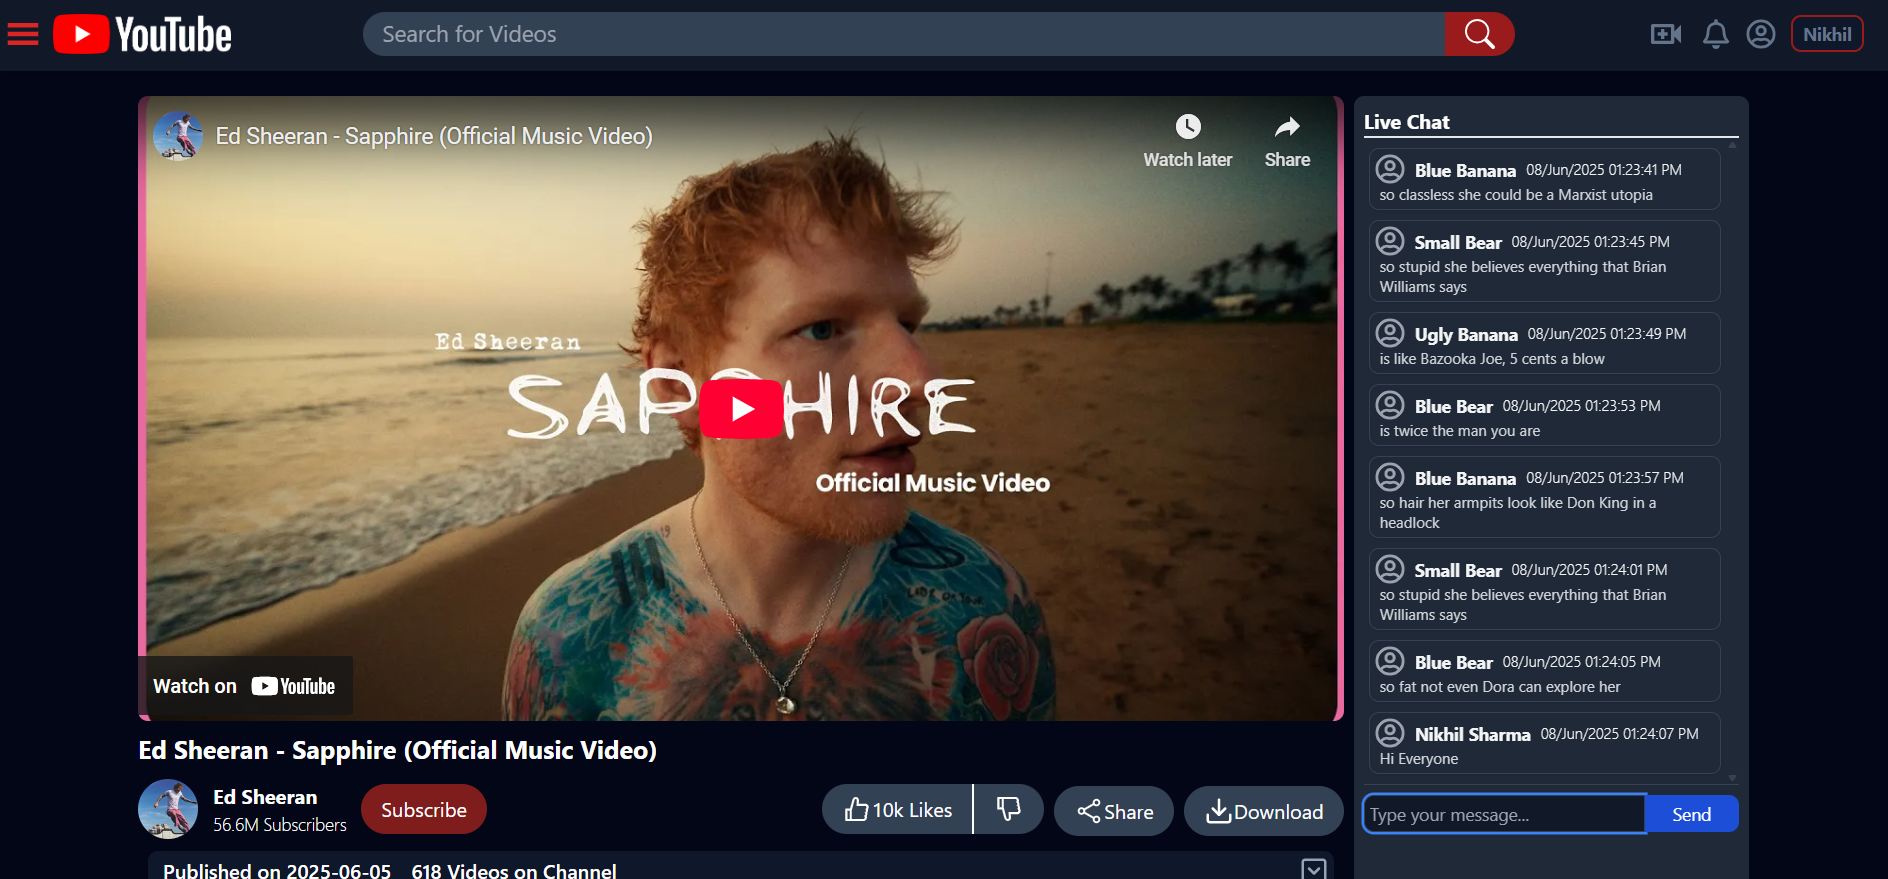 YouTube
Search for Videos
Nikhil
Ed Sheeran - Sapphire (Official Music Video)
Watch later
Share
Ed Sheeran
SAPPHIRE
Official Music Video
Watch on YouTube
Ed Sheeran - Sapphire (Official Music Video)
Ed Sheeran
56.6M Subscribers
Subscribe
10k Likes
Share
Download
Published on 2025-06-05 618 Videos on Channel
Live Chat
Blue Banana 08/Jun/2025 01:23:41 PM
so classless she could be a Marxist utopia
Small Bear 08/Jun/2025 01:23:45 PM
so stupid she believes everything that Brian
Williams says
Ugly Banana 08/Jun/2025 01:23:49 PM
is like Bazooka Joe, 5 cents a blow
Blue Bear 08/Jun/2025 01:23:53 PM
is twice the man you are
Blue Banana 08/Jun/2025 01:23:57 PM
so hair her armpits look like Don King in a
headlock
Small Bear 08/Jun/2025 01:24:01 PM
so stupid she believes everything that Brian
Williams says
Blue Bear 08/Jun/2025 01:24:05 PM
so fat not even Dora can explore her
Nikhil Sharma 08/Jun/2025 01:24:07 PM
Hi Everyone
Type your message...
Send